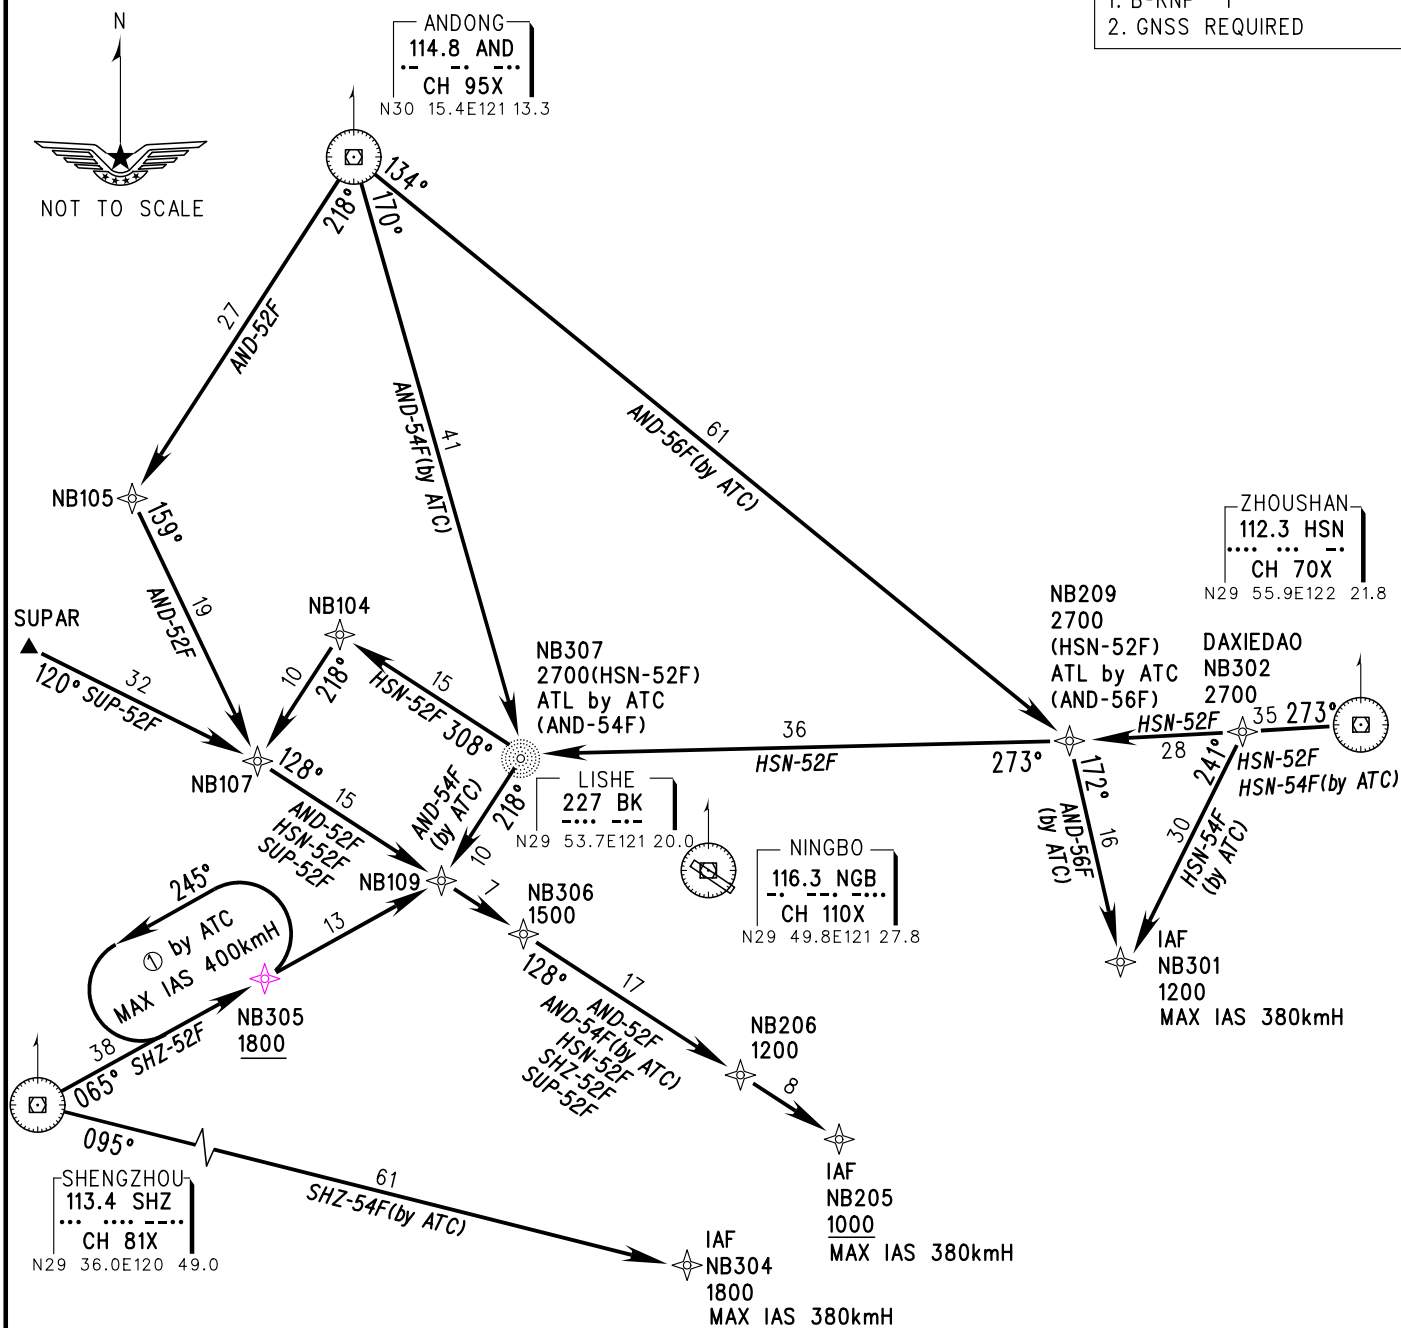 1. B-RNP 1
2. GNSS REQUIRED
N
NOT TO SCALE
ANDONG
114.8 AND
CH 95X
N30 15.4E121 13.3
134°
170°
218°
27
AND-52F
41
AND-54F(by ATC)
61
AND-56F(by ATC)
NB105
159°
19
AND-52F
SUPAR
32
120° SUP-52F
NB104
10
218°
15
HSN-52F 308°
NB307
2700(HSN-52F)
ATL by ATC
(AND-54F)
NB209
2700
(HSN-52F)
ATL by ATC
(AND-56F)
ZHOUSHAN
112.3 HSN
CH 70X
N29 55.9E122 21.8
DAXIEDAO
NB302
2700
HSN-52F
28
35
273°
HSN-52F
HSN-54F(by ATC)
36
HSN-52F
273°
172°
16
AND-56F
(by ATC)
241°
30
HSN-54F
(by ATC)
NB107
128°
15
AND-52F
HSN-52F
SUP-52F
AND-54F
(by ATC)
218°
10
LISHE
227 BK
N29 53.7E121 20.0
NINGBO
116.3 NGB
CH 110X
N29 49.8E121 27.8
NB109
7
NB306
1500
245°
① by ATC
MAX IAS 400kmH
13
NB305
1800
38
065° SHZ-52F
128°
17
AND-52F
AND-54F(by ATC)
HSN-52F
SHZ-52F
SUP-52F
NB206
1200
8
IAF
NB301
1200
MAX IAS 380kmH
IAF
NB205
1000
MAX IAS 380kmH
095°
61
SHZ-54F(by ATC)
SHENGZHOU
113.4 SHZ
CH 81X
N29 36.0E120 49.0
IAF
NB304
1800
MAX IAS 380kmH